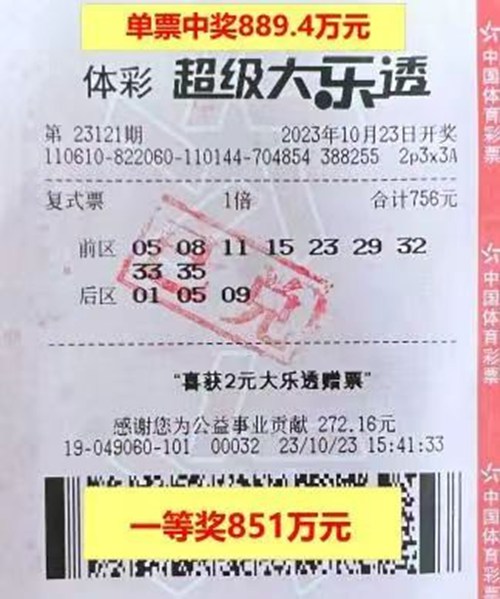 单票中奖889.4万元
体彩 超级大乐透
第 23121期 2023年10月23日开奖
110610-822060-110144-704854 388255 2p3x3A
复式票 1倍 合计756元
前区 05 08 11 15 23 29 32
33 35
后区 01 05 09
已兑
"喜获2元大乐透赠票"
感谢您为公益事业贡献 272.16元
19-049060-101 00032 23/10/23 15:41:33
一等奖851万元
中国体育彩票
中国体育彩票
中国体育彩票